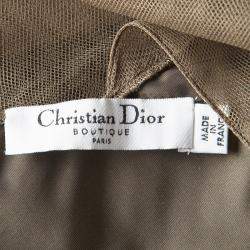 Christian Dior
BOUTIQUE
PARIS
MADE
IN
FRANCE